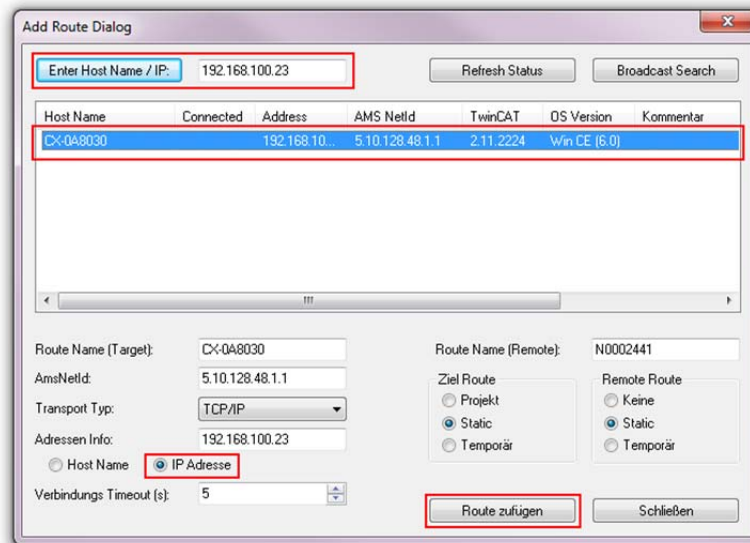 Add Route Dialog
Enter Host Name / IP: 192.168.100.23 Refresh Status Broadcast Search
Host Name Connected Address AMS NetId TwinCAT OS Version Kommentar
CX-0A8030 192.168.10... 5.10.128.48.1.1 2.11.2224 Win CE (6.0)
Route Name (Target): CX-0A8030 Route Name (Remote): N0002441
AmsNetId: 5.10.128.48.1.1 Ziel Route Remote Route
Transport Typ: TCP/IP Projekt Keine
Adressen Info: 192.168.100.23 Static Static
Host Name IP Adresse Temporär Temporär
Verbindungs Timeout (s): 5 Route zufügen Schließen